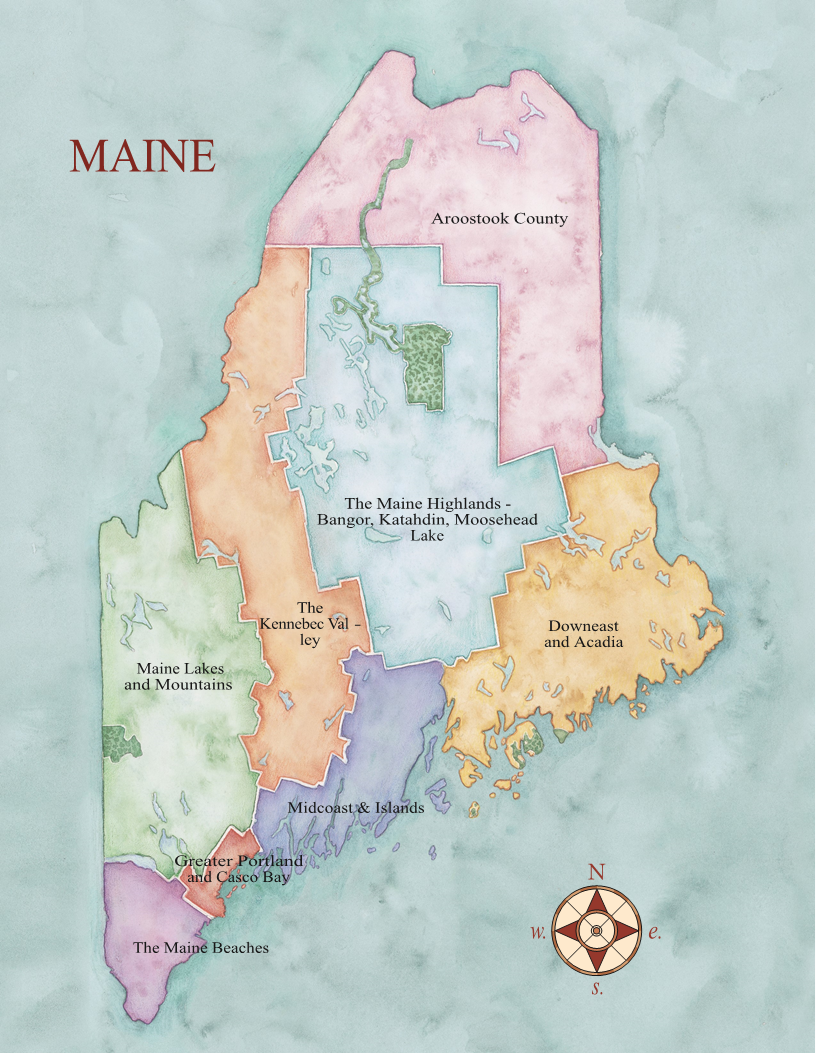 MAINE
Aroostook County
The Maine Highlands -
Bangor, Katahdin, Moosehead
Lake
The
Kennebec Val -
ley
Downeast
and Acadia
Maine Lakes
and Mountains
Midcoast & Islands
Greater Portland
and Casco Bay
The Maine Beaches
N
w.
e.
s.